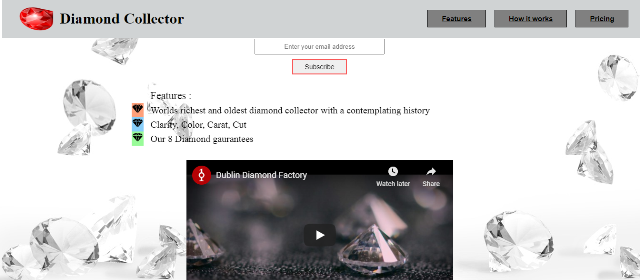 Diamond Collector
Features
How it works
Pricing
Enter your email address
Subscribe
Features :
Worlds richest and oldest diamond collector with a contemplating history
Clarity, Color, Carat, Cut
Our 8 Diamond gaurantees
Dublin Diamond Factory
Watch later
Share